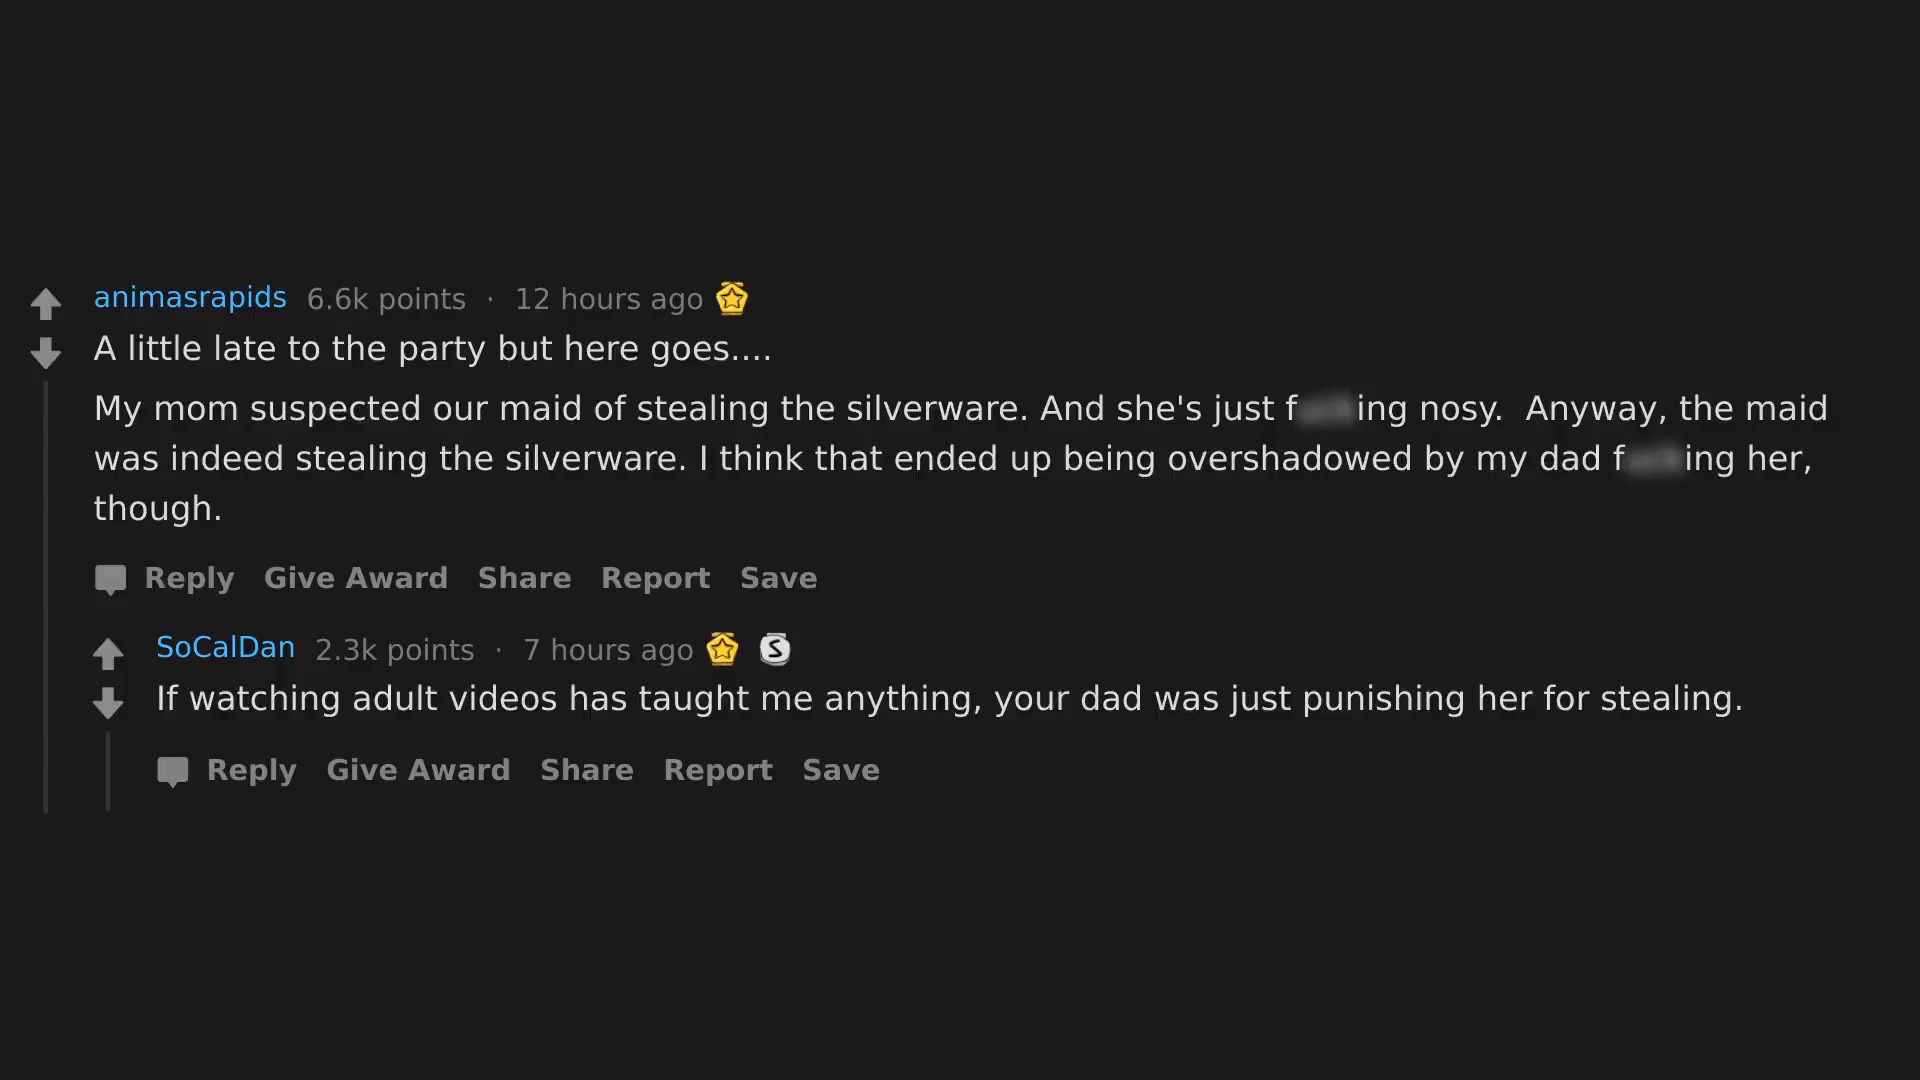 animasrapids 6.6k points · 12 hours ago
A little late to the party but here goes....
My mom suspected our maid of stealing the silverware. And she's just f ing nosy. Anyway, the maid
was indeed stealing the silverware. I think that ended up being overshadowed by my dad f ing her,
though.
Reply Give Award Share Report Save
SoCalDan 2.3k points · 7 hours ago S
If watching adult videos has taught me anything, your dad was just punishing her for stealing.
Reply Give Award Share Report Save